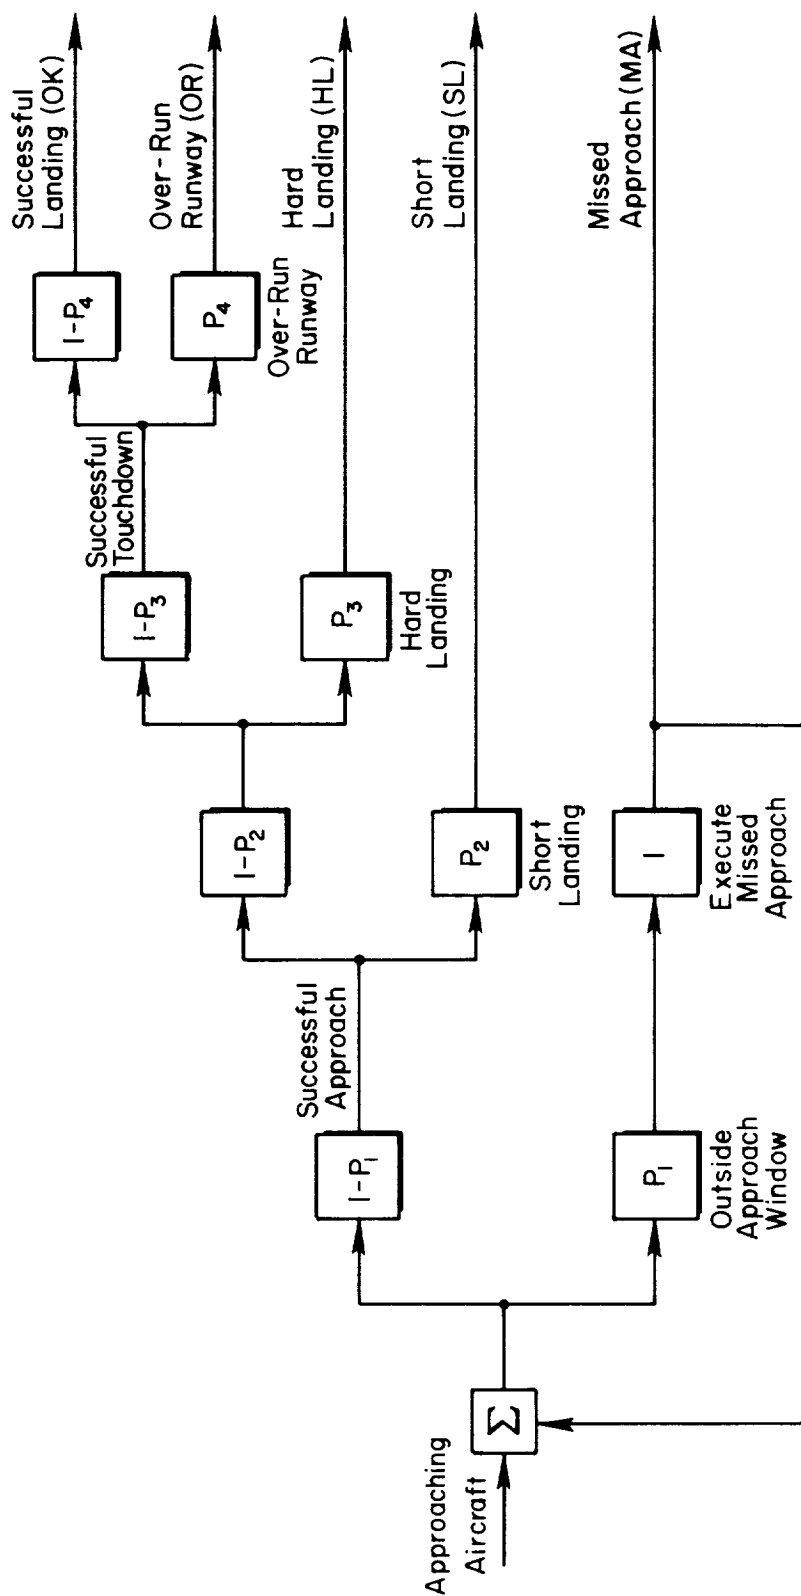 Approaching
Aircraft
Σ
1-P₁
Successful
Approach
P₁
Outside
Approach
Window
1-P₂
P₂
Short
Landing
1
Execute
Missed
Approach
1-P₃
Successful
Touchdown
P₃
Hard
Landing
1-P₄
P₄
Over-Run
Runway
Successful
Landing (OK)
Over-Run
Runway (OR)
Hard
Landing (HL)
Short
Landing (SL)
Missed
Approach (MA)